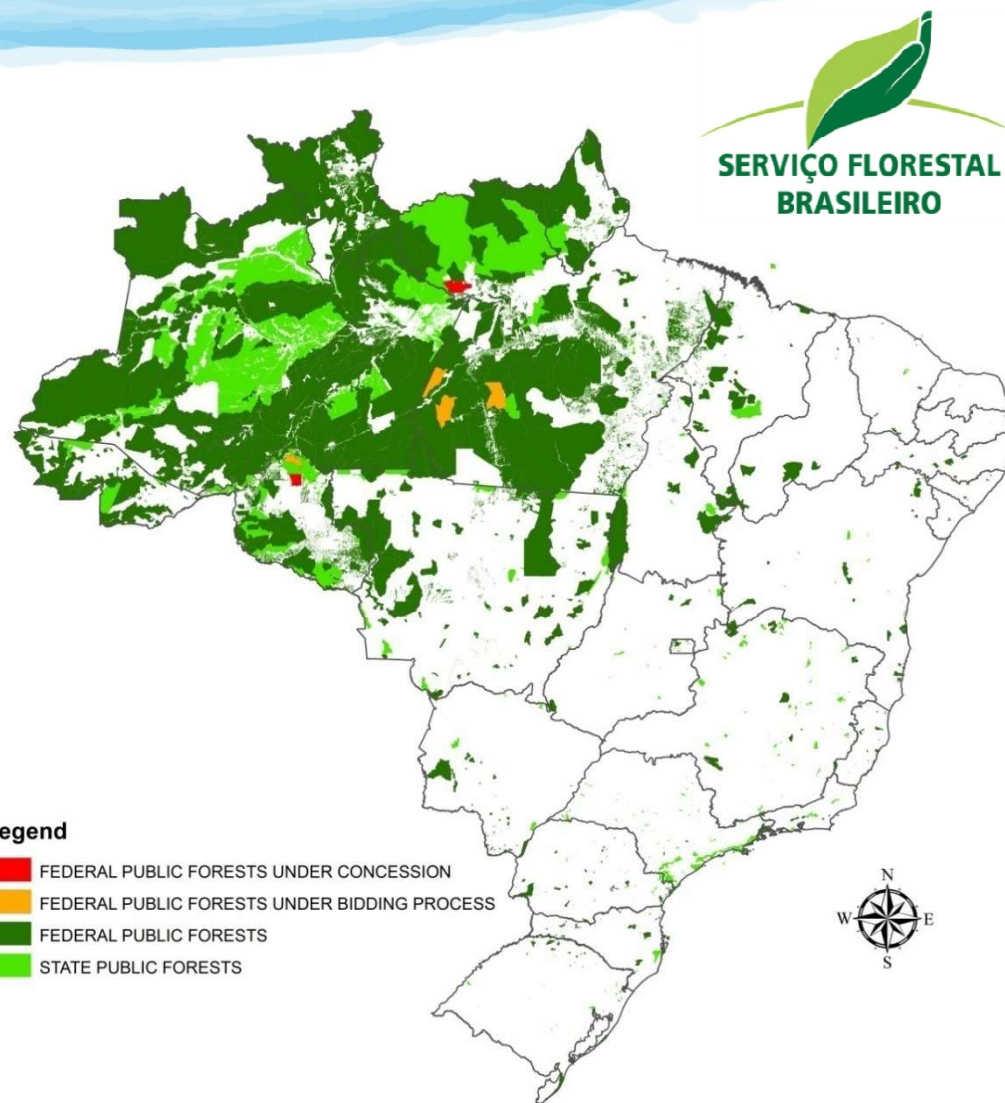 SERVIÇO FLORESTAL
BRASILEIRO
egend
FEDERAL PUBLIC FORESTS UNDER CONCESSION
FEDERAL PUBLIC FORESTS UNDER BIDDING PROCESS
FEDERAL PUBLIC FORESTS
STATE PUBLIC FORESTS
N
W E
S